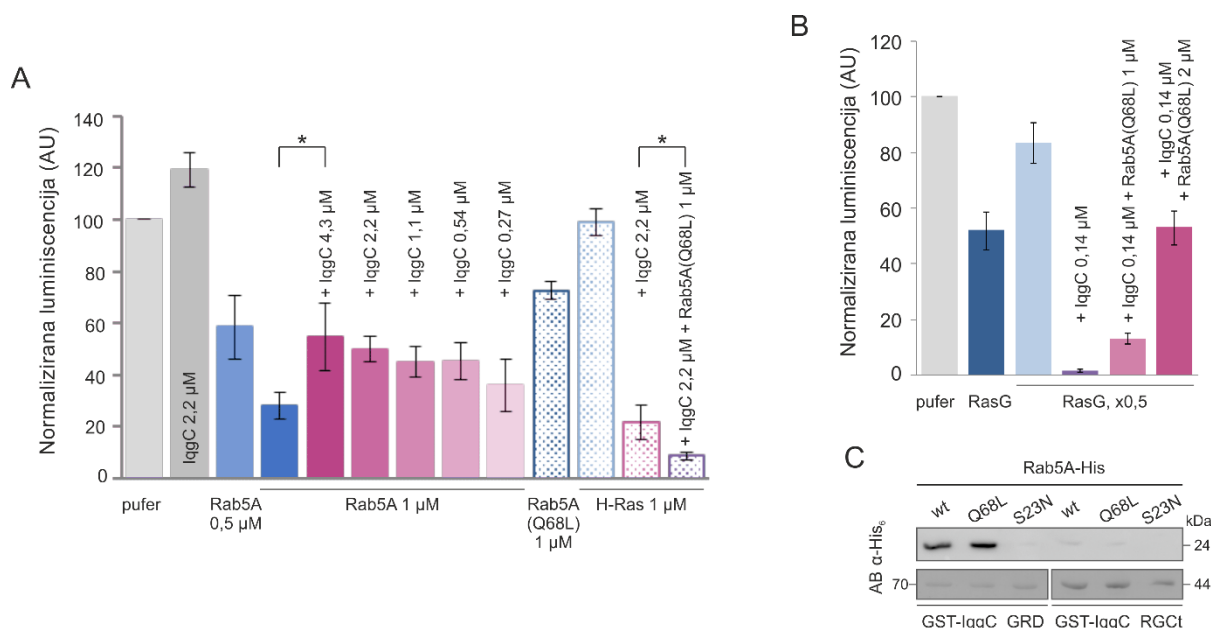 A
Normalizirana luminiscencija (AU)
140
120
100
80
60
40
20
0
*
*
IqgC 2,2 µM
+ IqgC 4,3 µM
+ IqgC 2,2 µM
+ IqgC 1,1 µM
+ IqgC 0,54 µM
+ IqgC 0,27 µM
+ IqgC 2,2 µM
+ IqgC 2,2 µM + Rab5A(Q68L) 1 µM
pufer
Rab5A
0,5 µM
Rab5A 1 µM
Rab5A
(Q68L)
1 µM
H-Ras 1 µM
B
Normalizirana luminiscencija (AU)
120
100
80
60
40
20
0
+ IqgC 0,14 µM
+ IqgC 0,14 µM + Rab5A(Q68L) 1 µM
+ IqgC 0,14 µM
+ Rab5A(Q68L) 2 µM
pufer
RasG
RasG, x0,5
C
Rab5A-His
wt
Q68L
S23N
wt
Q68L
S23N
kDa
AB α-His₆
24
70
44
GST-IqgC
GRD
GST-IqgC
RGCt